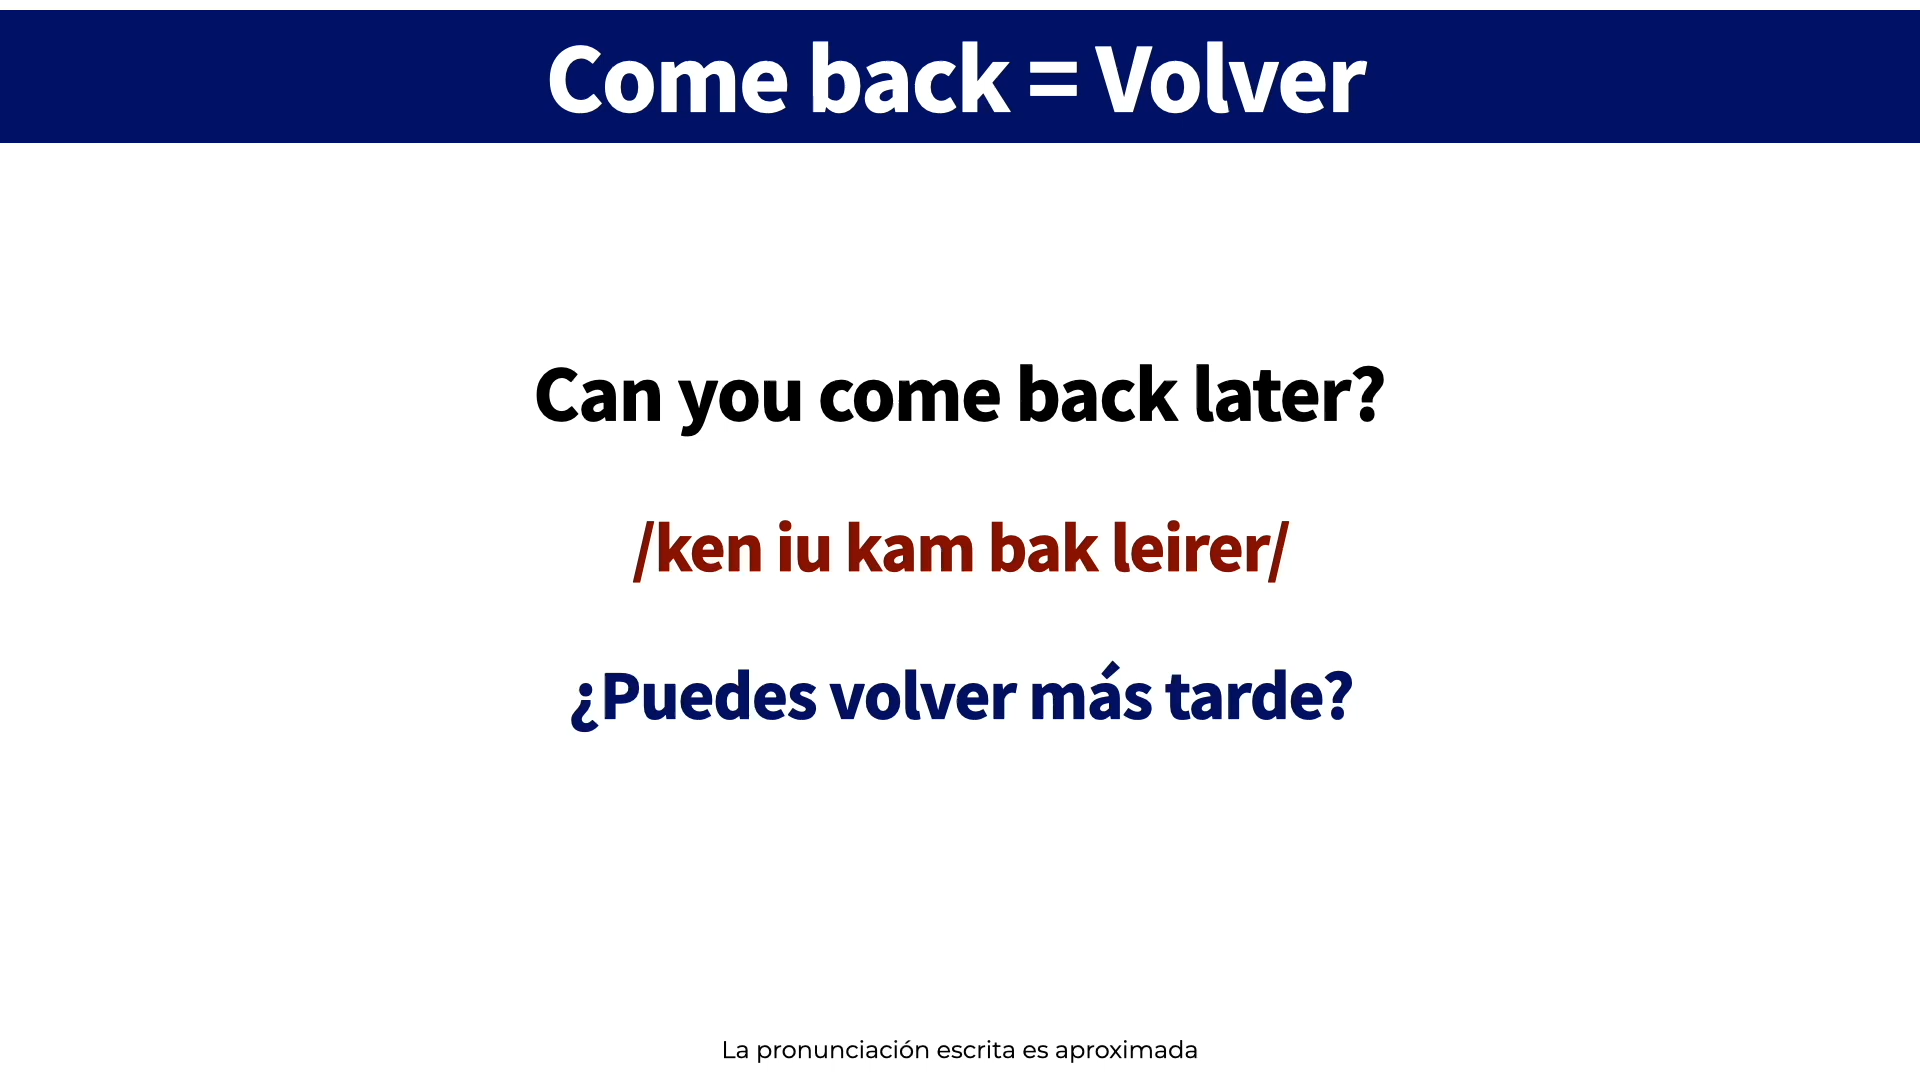 Come back = Volver
Can you come back later?
/ken iu kam bak leirer/
¿Puedes volver más tarde?
La pronunciación escrita es aproximada